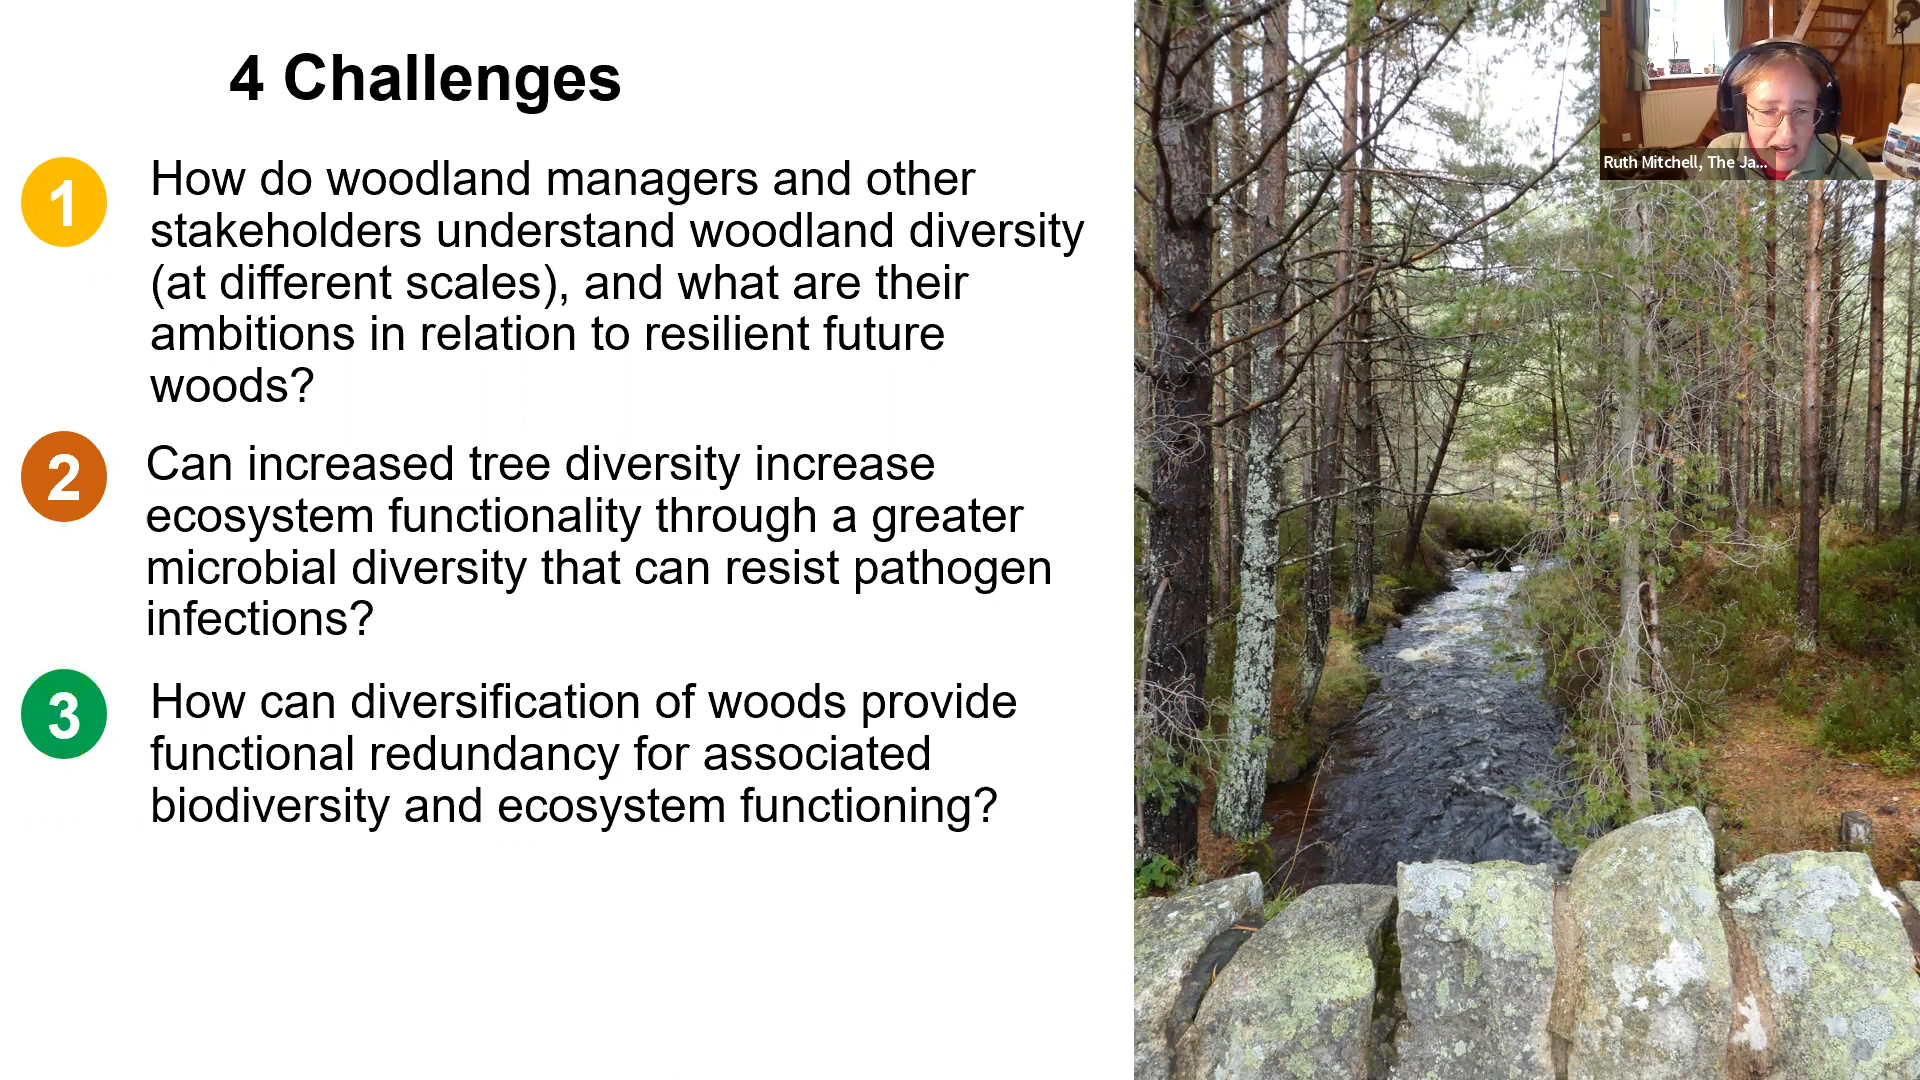 4 Challenges
1
How do woodland managers and other
stakeholders understand woodland diversity
(at different scales), and what are their
ambitions in relation to resilient future
woods?
2
Can increased tree diversity increase
ecosystem functionality through a greater
microbial diversity that can resist pathogen
infections?
3
How can diversification of woods provide
functional redundancy for associated
biodiversity and ecosystem functioning?
Ruth Mitchell, The Ja...